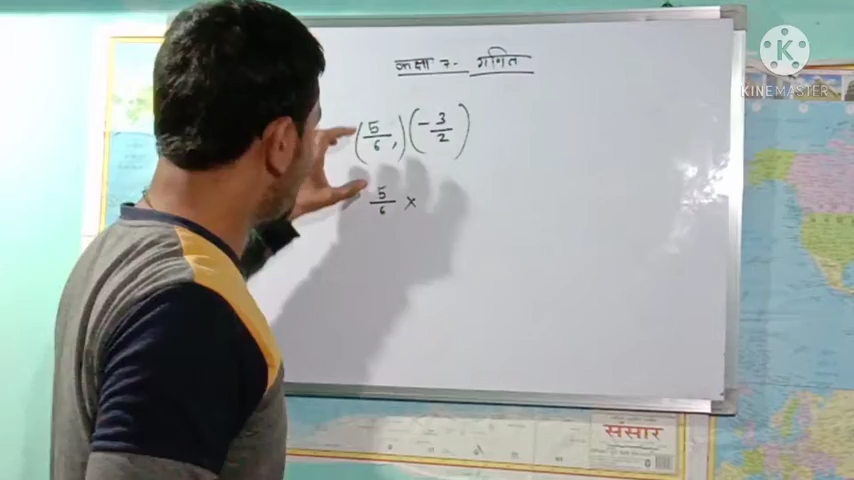 कक्षा 7- गणित
(5/6,)(-3/2)
5/6 ×
K
KINEMASTER
संसार